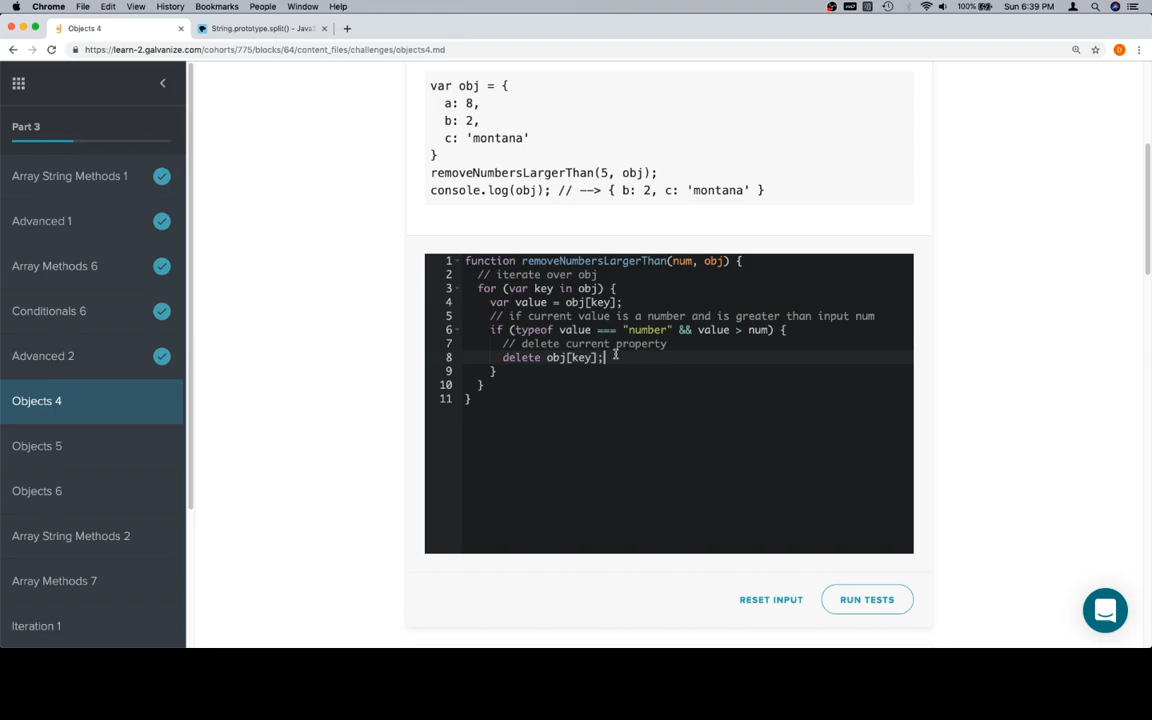 Chrome File Edit View History Bookmarks People Window Help
100% Sun 6:39 PM
Objects 4
String.prototype.split() - JavaS
https://learn-2.galvanize.com/cohorts/775/blocks/64/content_files/challenges/objects4.md
D
Part 3
Array String Methods 1
Advanced 1
Array Methods 6
Conditionals 6
Advanced 2
Objects 4
Objects 5
Objects 6
Array String Methods 2
Array Methods 7
Iteration 1
var obj = {
a: 8,
b: 2,
c: 'montana'
}
removeNumbersLargerThan(5, obj);
console.log(obj); // --> { b: 2, c: 'montana' }
1 function removeNumbersLargerThan(num, obj) {
2 // iterate over obj
3 for (var key in obj) {
4 var value = obj[key];
5 // if current value is a number and is greater than input num
6 if (typeof value === "number" && value > num) {
7 // delete current property
8 delete obj[key];
9 }
10 }
11 }
RESET INPUT
RUN TESTS